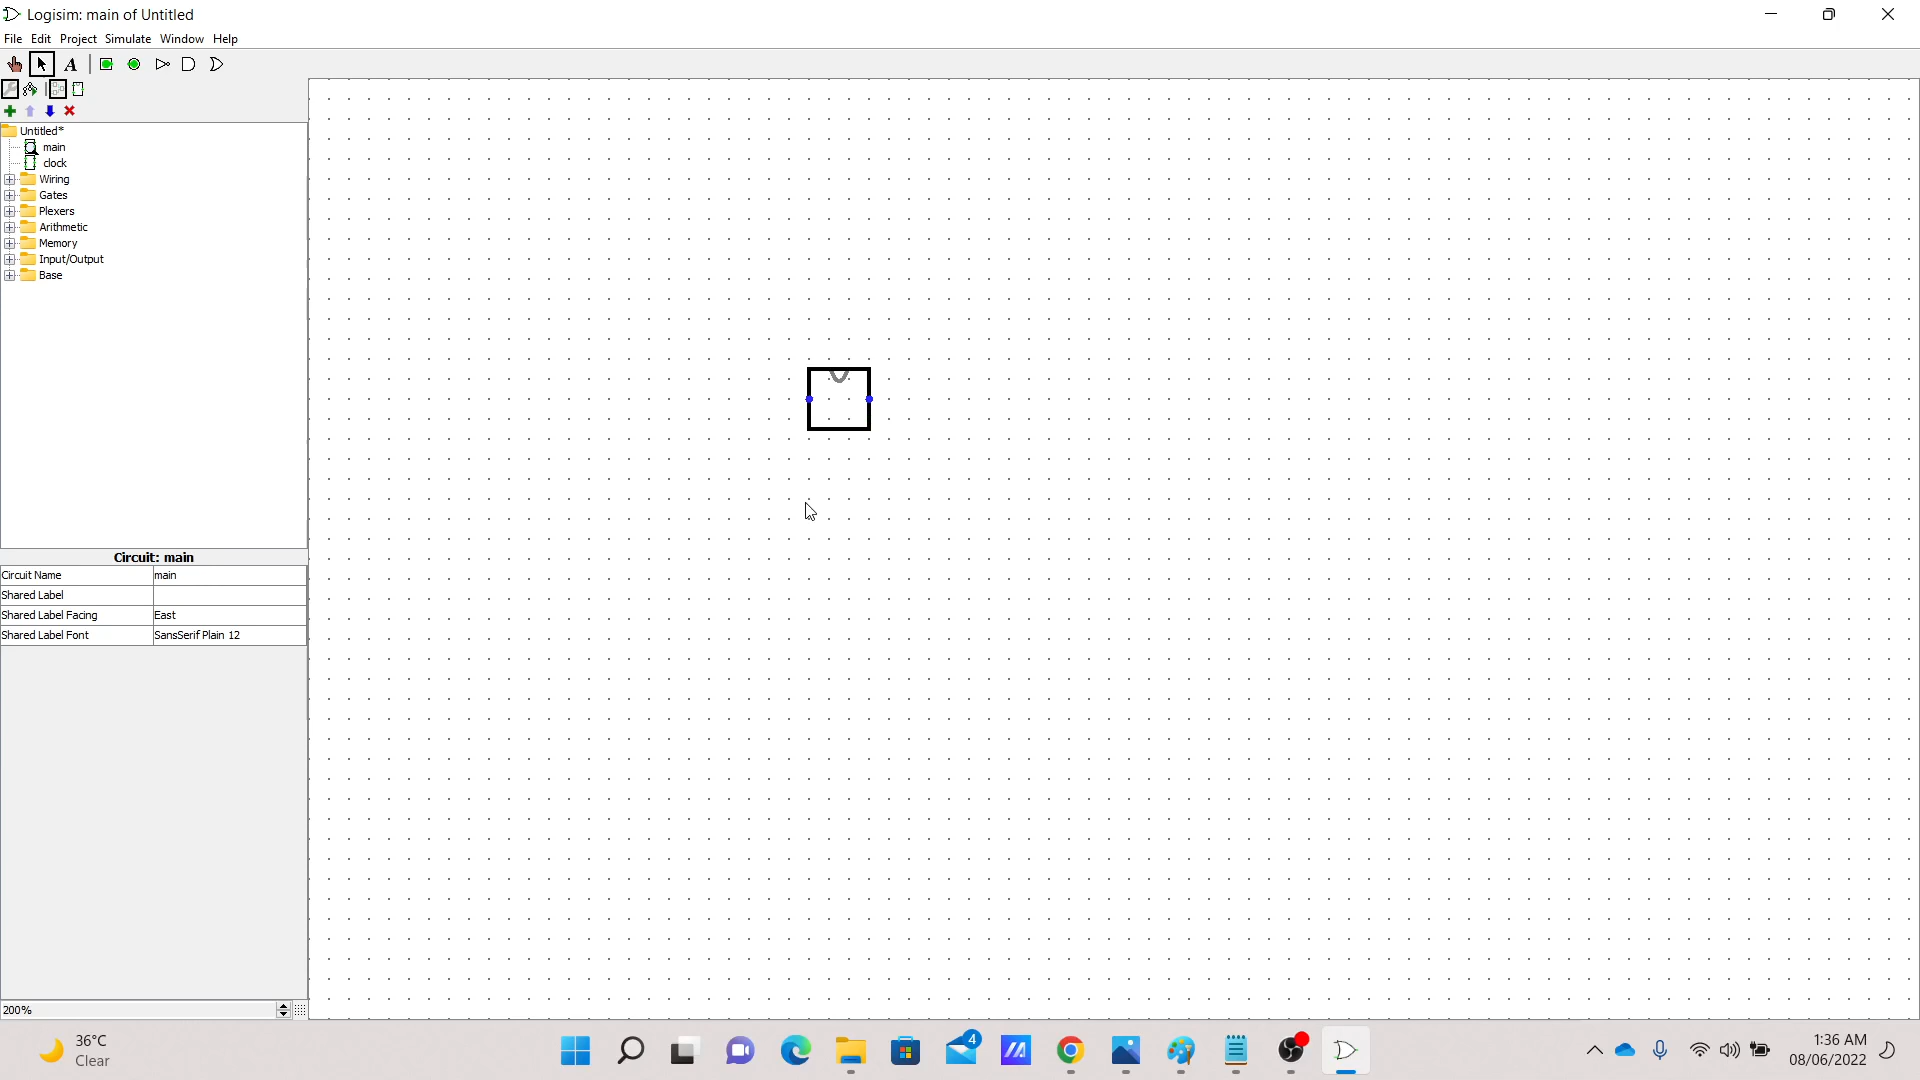 Logisim: main of Untitled
File Edit Project Simulate Window Help
A
Untitled*
main
clock
Wiring
Gates
Plexers
Arithmetic
Memory
Input/Output
Base
Circuit: main
Circuit Name main
Shared Label
Shared Label Facing East
Shared Label Font SansSerif Plain 12
200%
36°C
Clear
4
1:36 AM
08/06/2022